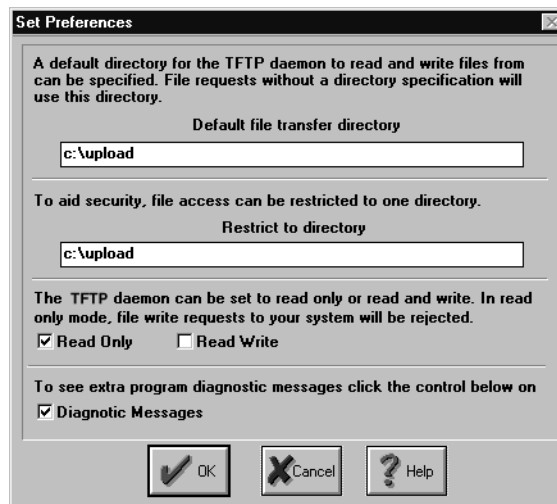 Set Preferences
A default directory for the TFTP daemon to read and write files from
can be specified. File requests without a directory specification will
use this directory.
Default file transfer directory
c:\upload
To aid security, file access can be restricted to one directory.
Restrict to directory
c:\upload
The TFTP daemon can be set to read only or read and write. In read
only mode, file write requests to your system will be rejected.
Read Only Read Write
To see extra program diagnostic messages click the control below on
Diagnotic Messages
OK Cancel Help